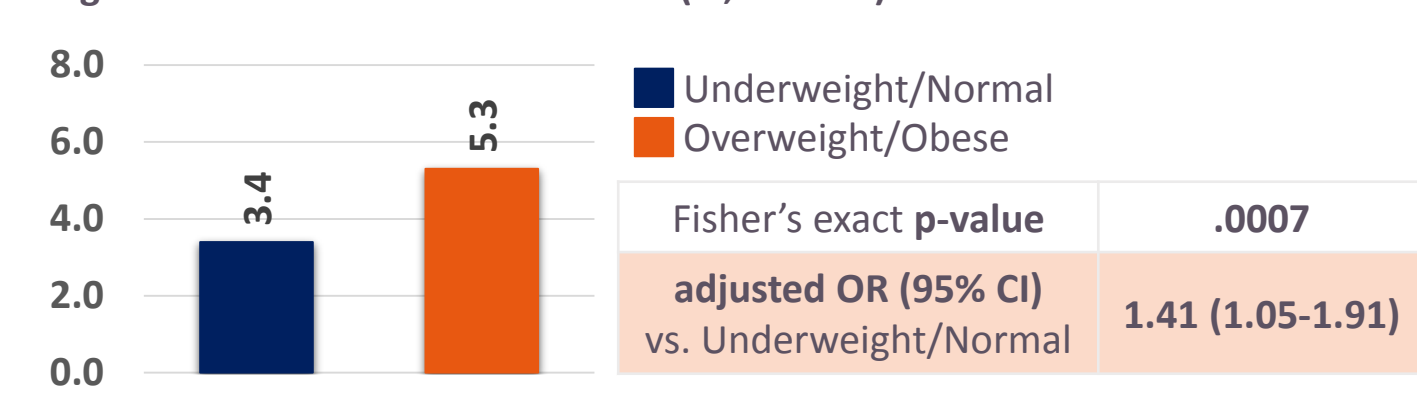 8.0
6.0
4.0
2.0
0.0
3.4
5.3
Underweight/Normal
Overweight/Obese
Fisher’s exact p-value
.0007
adjusted OR (95% CI)
vs. Underweight/Normal
1.41 (1.05-1.91)